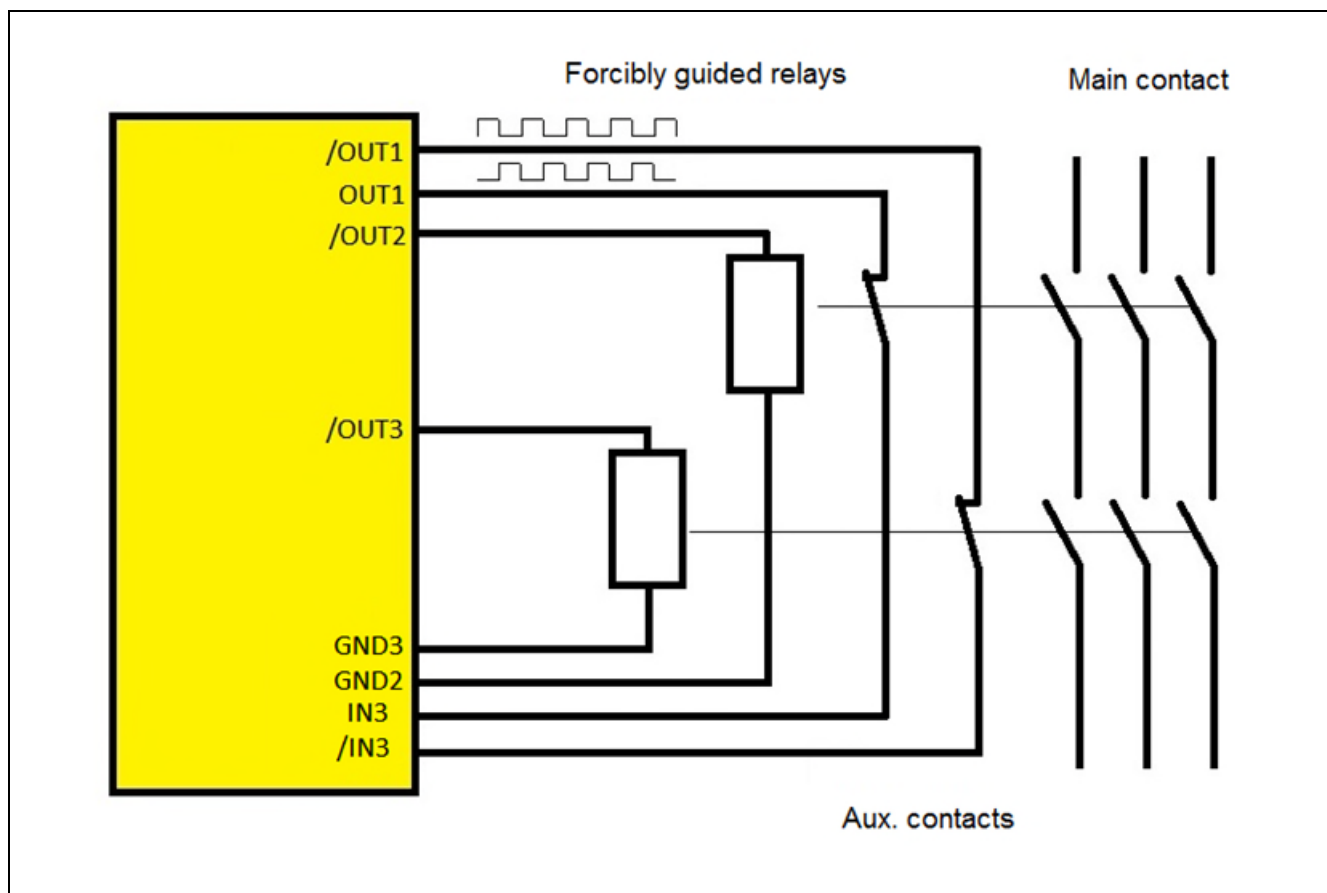 Forcibly guided relays
Main contact
/OUT1
OUT1
/OUT2
/OUT3
GND3
GND2
IN3
/IN3
Aux. contacts